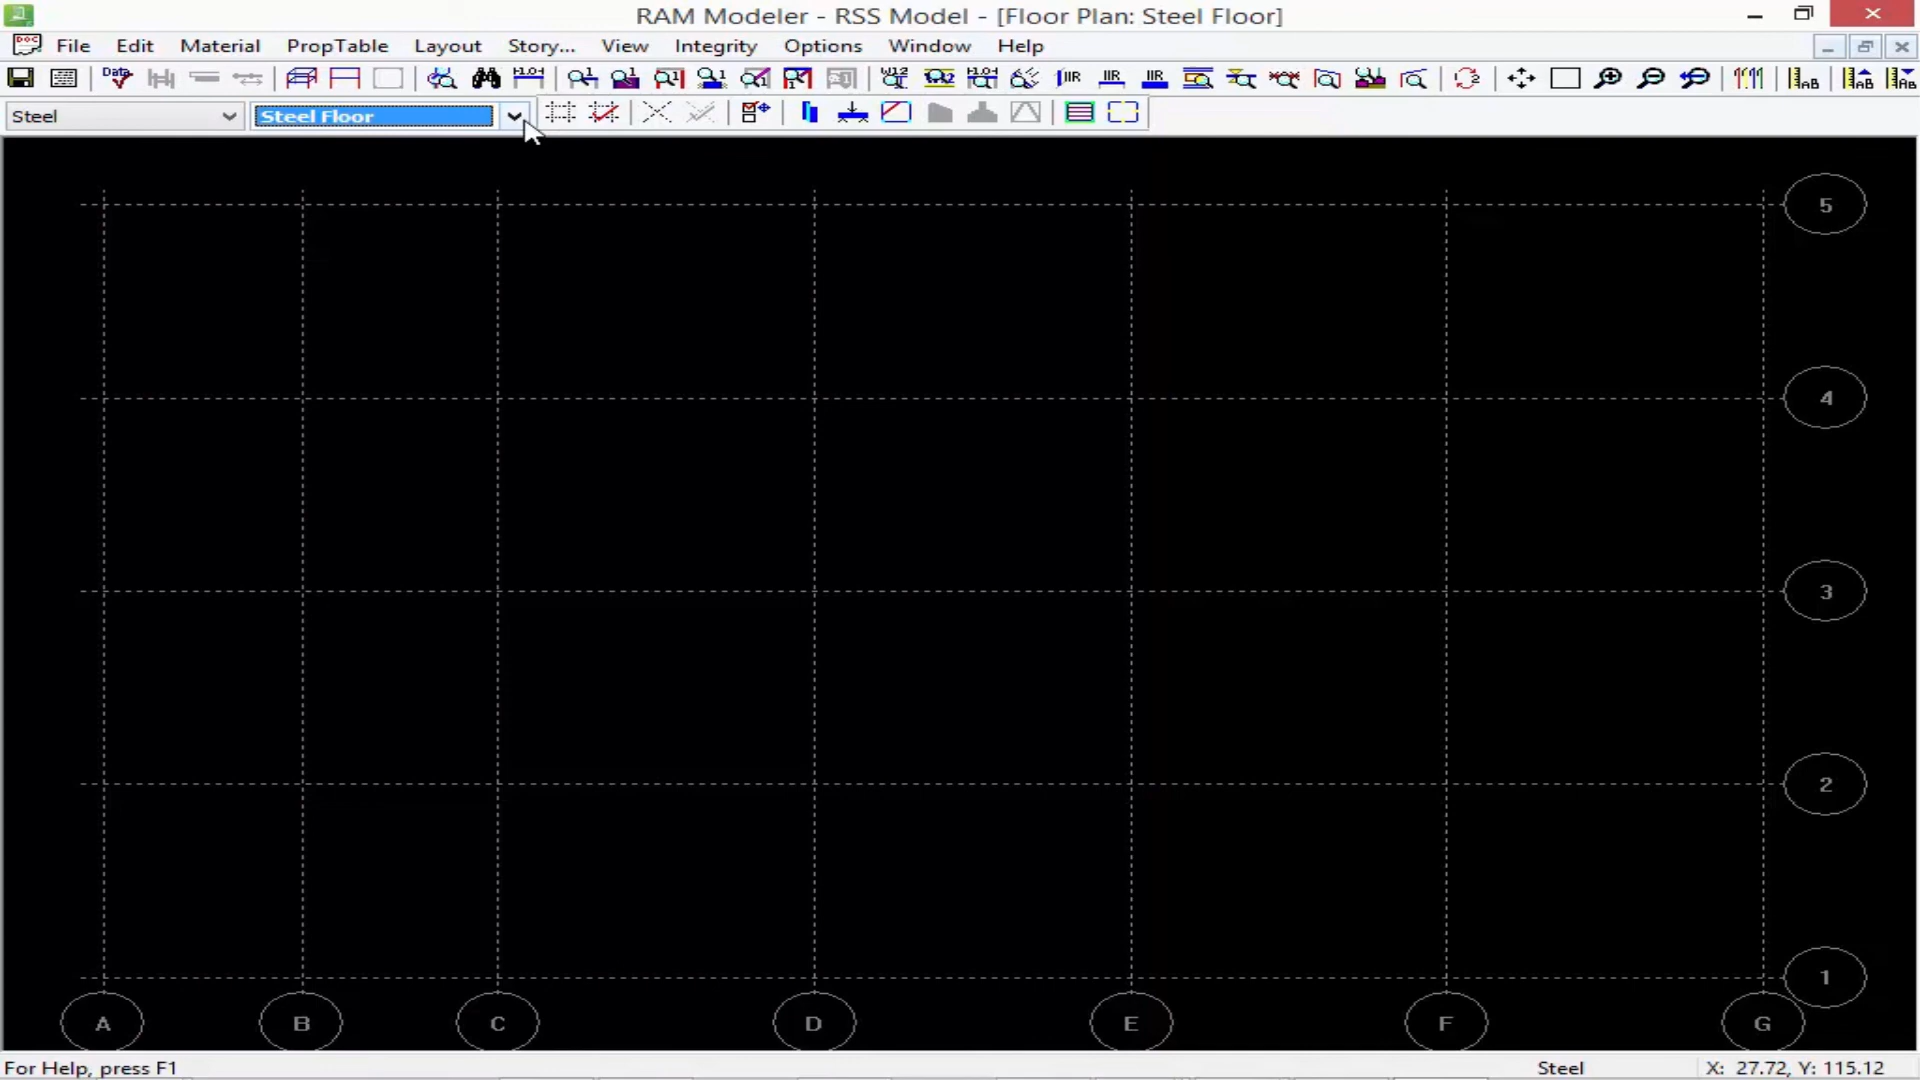 RAM Modeler - RSS Model - [Floor Plan: Steel Floor]
File Edit Material PropTable Layout Story... View Integrity Options Window Help
Steel Steel Floor
5
4
3
2
1
A B C D E F G
For Help, press F1 Steel X: 27.72, Y: 115.12